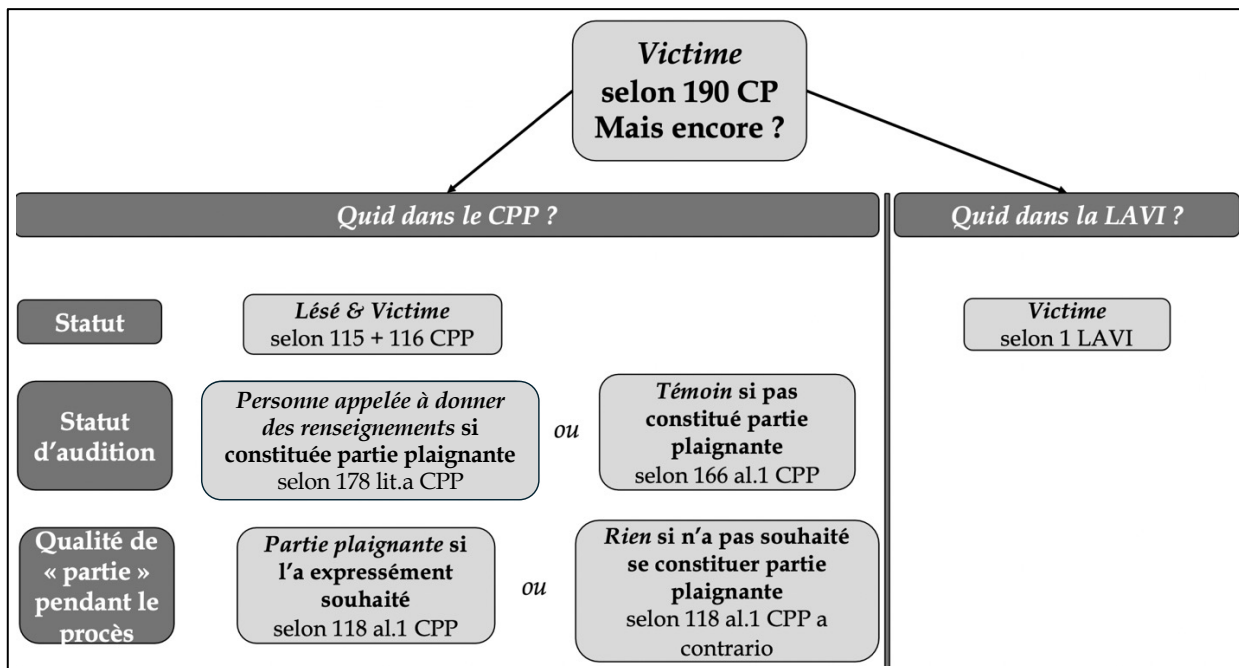 Victime
selon 190 CP
Mais encore ?
Quid dans le CPP ?
Quid dans la LAVI ?
Statut
Lésé & Victime
selon 115 + 116 CPP
Victime
selon 1 LAVI
Statut
d’audition
Personne appelée à donner
des renseignements si
constituée partie plaignante
selon 178 lit.a CPP
ou
Témoin si pas
constitué partie
plaignante
selon 166 al.1 CPP
Qualité de
« partie »
pendant le
procès
Partie plaignante si
l’a expressément
souhaité
selon 118 al.1 CPP
ou
Rien si n’a pas souhaité
se constituer partie
plaignante
selon 118 al.1 CPP a
contrario